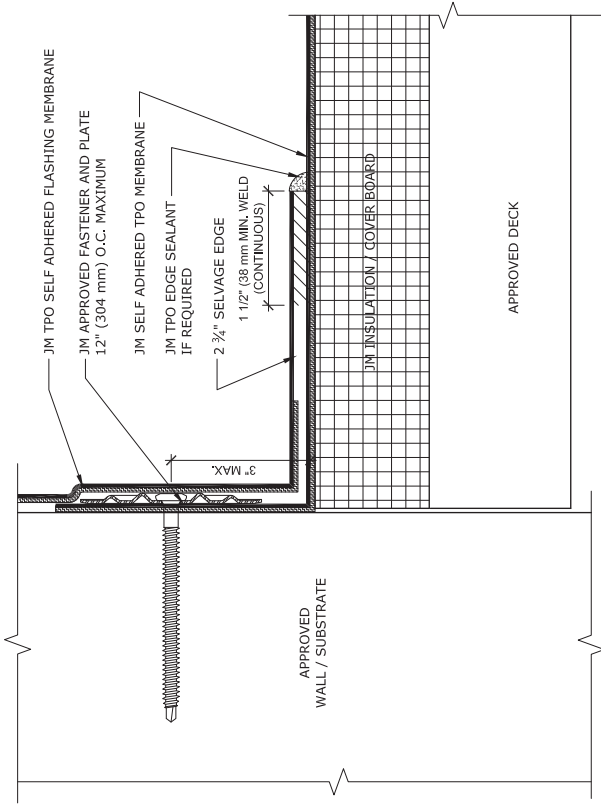 JM TPO SELF ADHERED FLASHING MEMBRANE
JM APPROVED FASTENER AND PLATE
12" (304 mm) O.C. MAXIMUM
JM SELF ADHERED TPO MEMBRANE
JM TPO EDGE SEALANT
IF REQUIRED
2 ¾" SELVAGE EDGE
1 1/2" (38 mm MIN. WELD
(CONTINUOUS)
3" MAX.
JM INSULATION / COVER BOARD
APPROVED DECK
APPROVED
WALL / SUBSTRATE